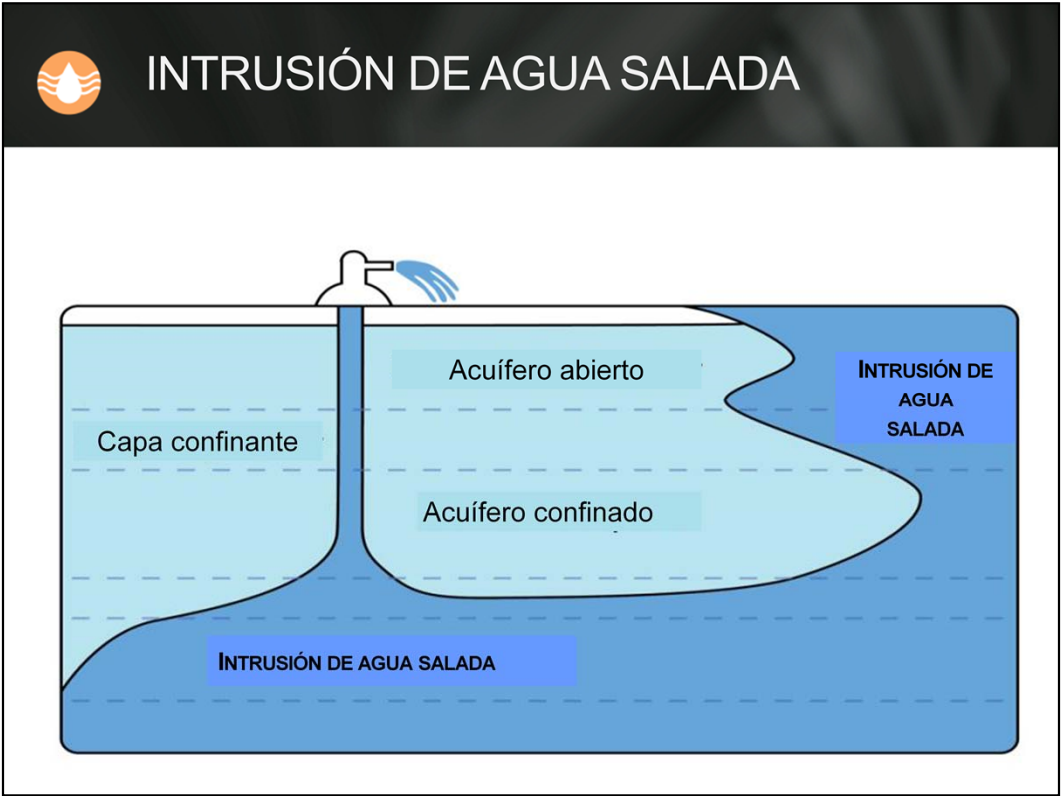 INTRUSIÓN DE AGUA SALADA
Acuífero abierto
INTRUSIÓN DE
AGUA
SALADA
Capa confinante
Acuífero confinado
INTRUSIÓN DE AGUA SALADA